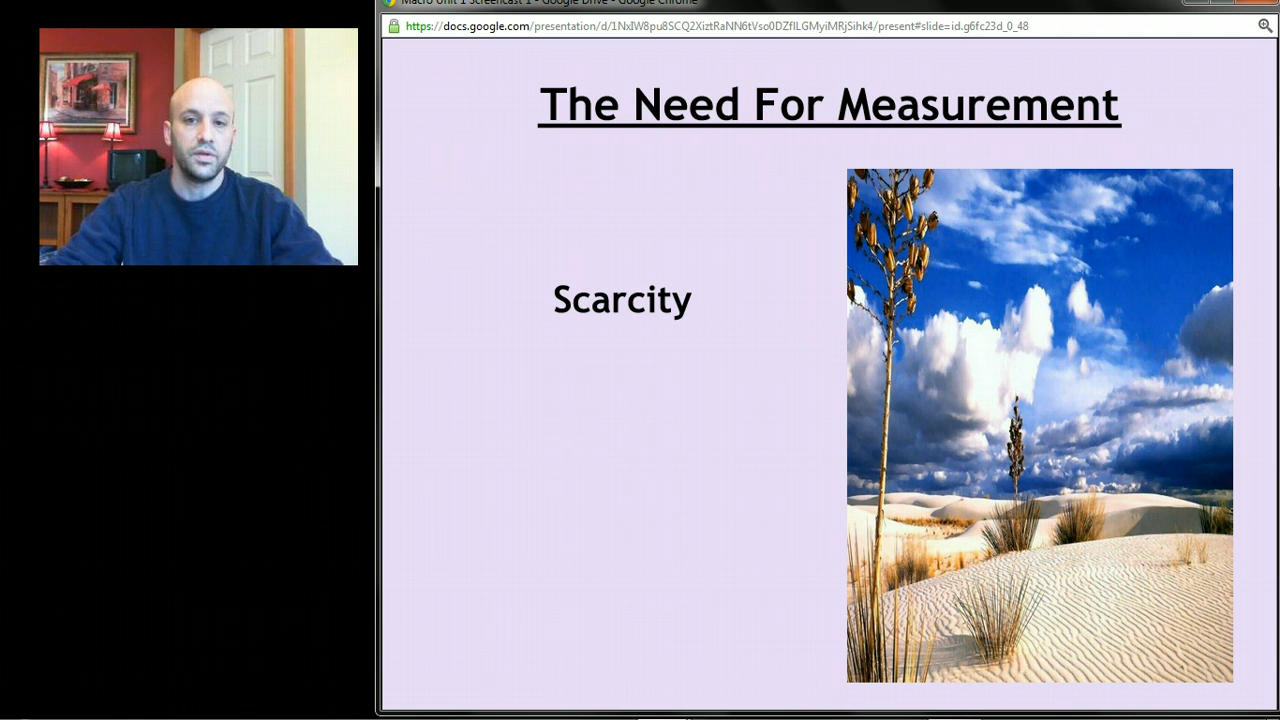 Macro Unit 1 Screencast 1 - Google Drive - Google Chrome
https://docs.google.com/presentation/d/1NxIW8pu8SCQ2XiztRaNN6tVso0DZflLGMyiMRjSihk4/present#slide=id.g6fc23d_0_48
The Need For Measurement
Scarcity